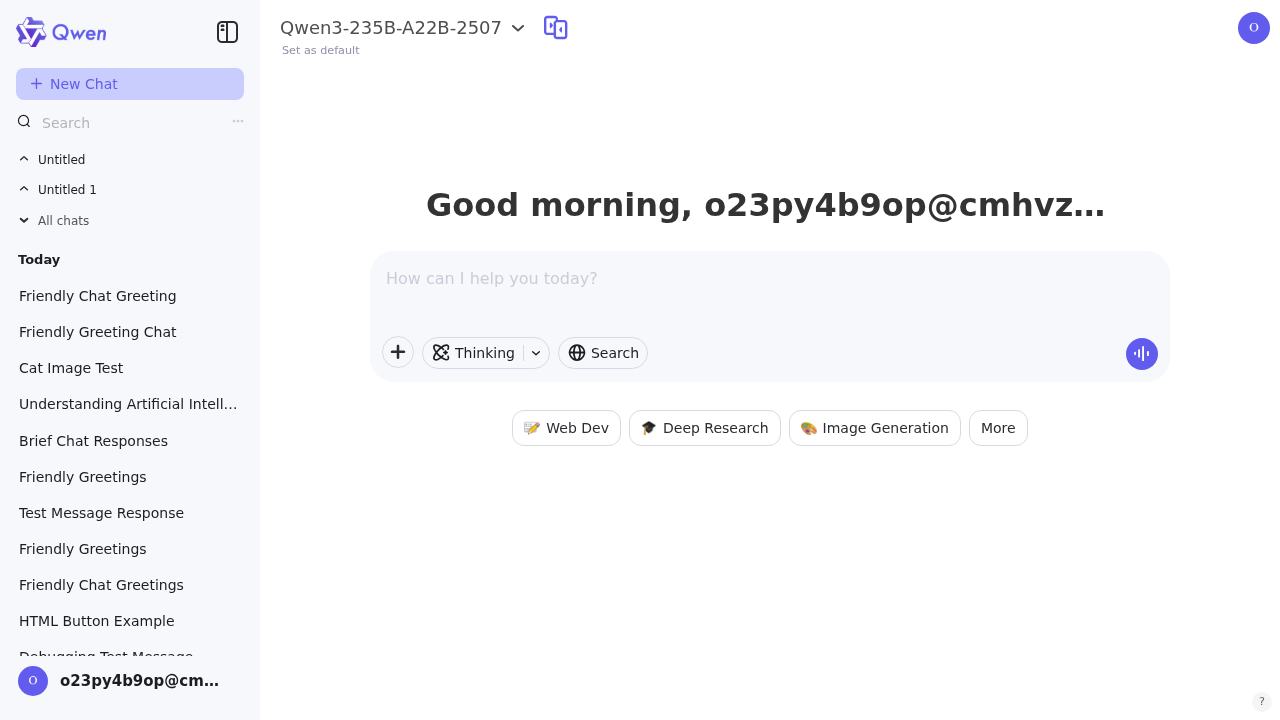 Qwen
New Chat
Search
Untitled
Untitled 1
All chats
Today
Friendly Chat Greeting
Friendly Greeting Chat
Cat Image Test
Understanding Artificial Intell...
Brief Chat Responses
Friendly Greetings
Test Message Response
Friendly Greetings
Friendly Chat Greetings
HTML Button Example
Debugging Test Message
O o23py4b9op@cm...
Qwen3-235B-A22B-2507
Set as default
O
Good morning, o23py4b9op@cmhvz...
How can I help you today?
Thinking Search
Web Dev Deep Research Image Generation More
?